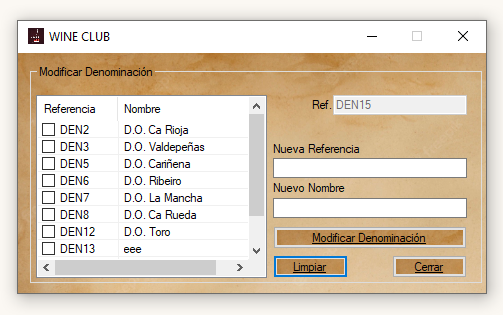 WINE CLUB
Modificar Denominación
Referencia Nombre
DEN2 D.O. Ca Rioja
DEN3 D.O. Valdepeñas
DEN5 D.O. Cariñena
DEN6 D.O. Ribeiro
DEN7 D.O. La Mancha
DEN8 D.O. Ca Rueda
DEN12 D.O. Toro
DEN13 eee
Ref. DEN15
Nueva Referencia
Nuevo Nombre
Modificar Denominación
Limpiar Cerrar